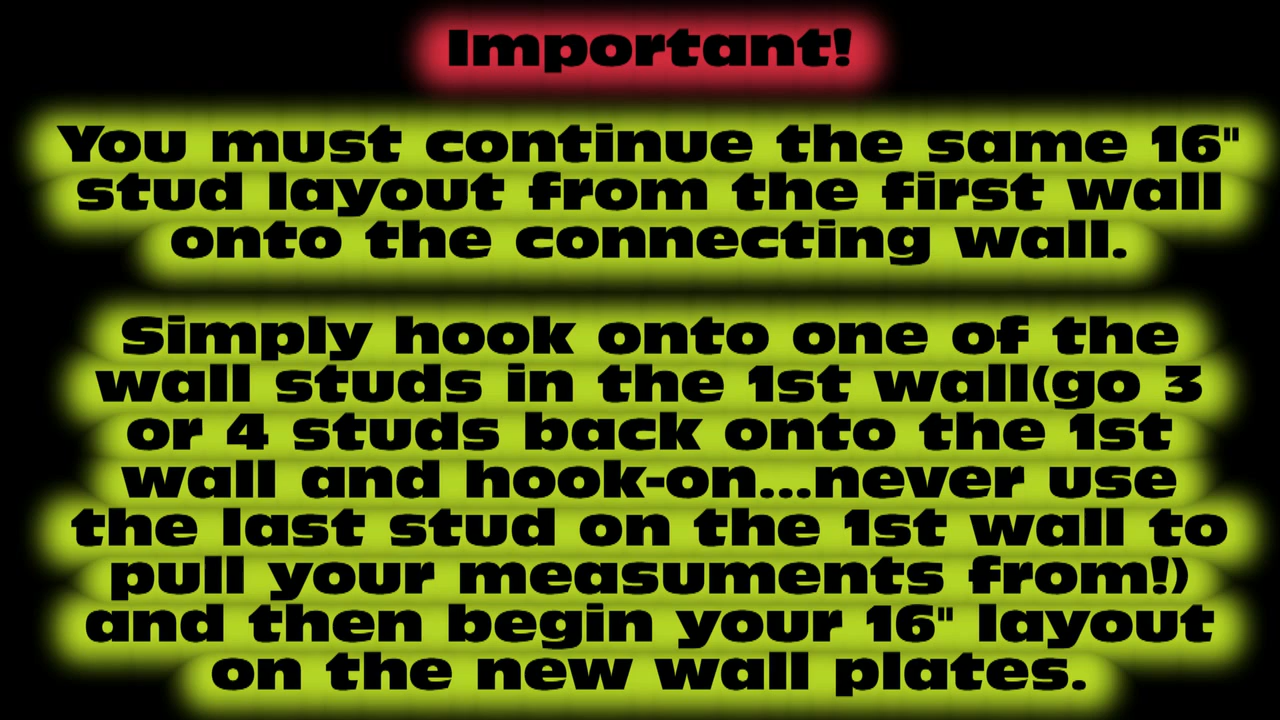 Important!
You must continue the same 16"
stud layout from the first wall
onto the connecting wall.
Simply hook onto one of the
wall studs in the 1st wall(go 3
or 4 studs back onto the 1st
wall and hook-on...never use
the last stud on the 1st wall to
pull your measuments from!)
and then begin your 16" layout
on the new wall plates.